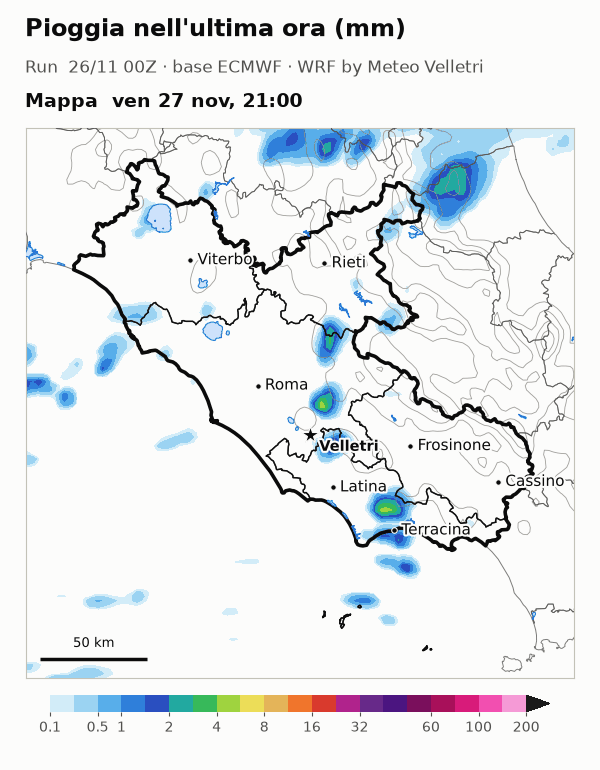 Pioggia nell'ultima ora (mm)
Run  26/11 00Z · base ECMWF · WRF by Meteo Velletri
Mappa  ven 27 nov, 21:00
Viterbo
Rieti
Roma
Velletri
Frosinone
Latina
Cassino
Terracina
50 km
0.1 0.5 1 2 4 8 16 32 60 100 200